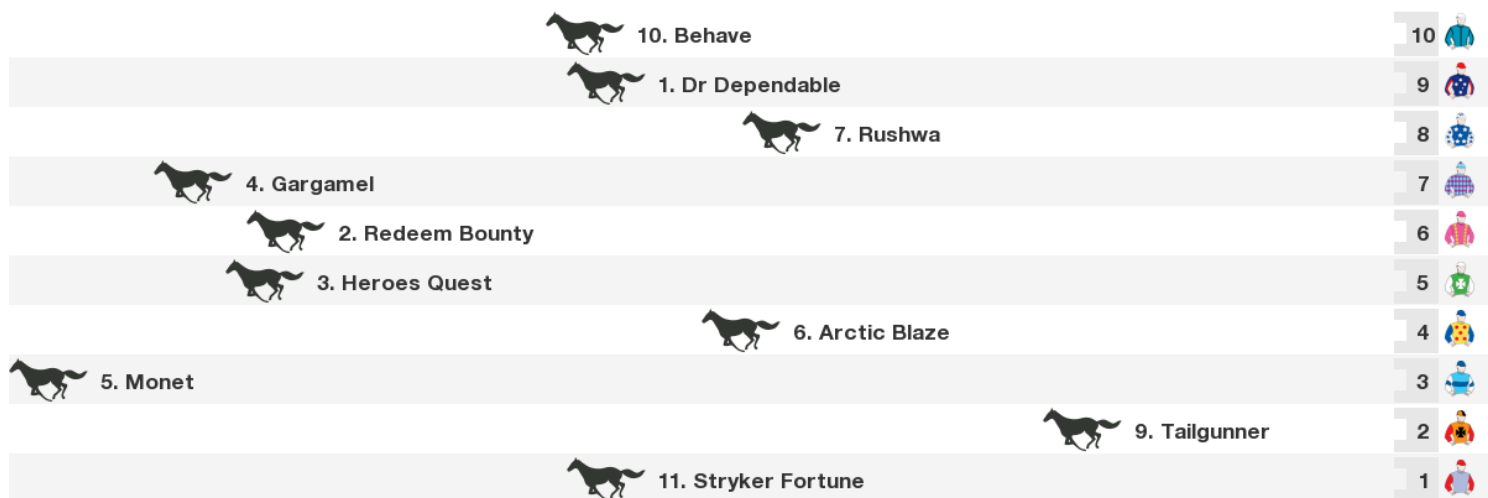 10. Behave 10
1. Dr Dependable 9
7. Rushwa 8
4. Gargamel 7
2. Redeem Bounty 6
3. Heroes Quest 5
6. Arctic Blaze 4
5. Monet 3
9. Tailgunner 2
11. Stryker Fortune 1